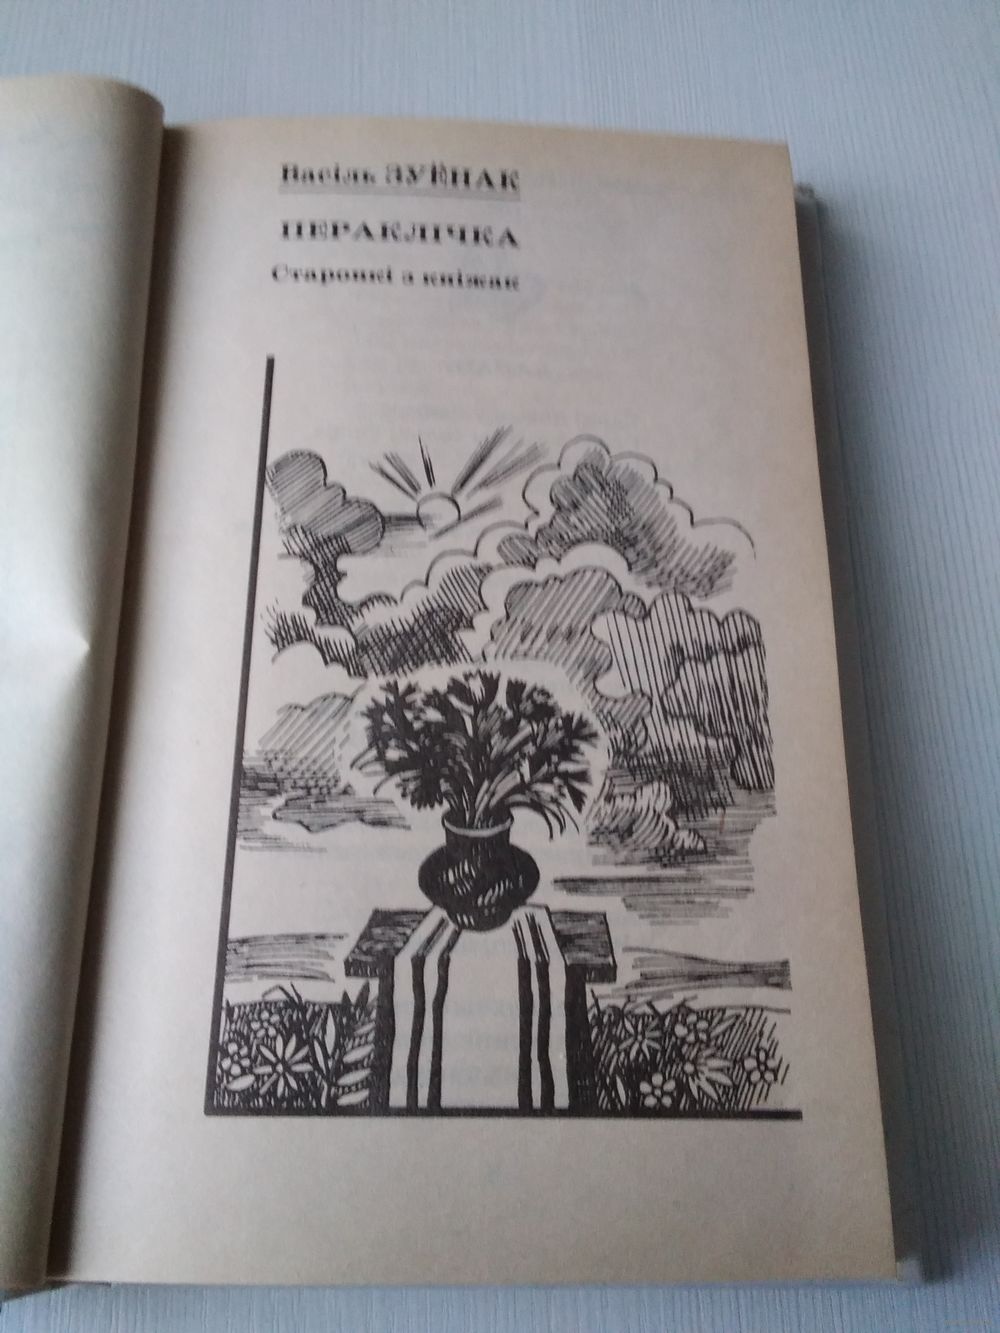 Васіль ЗУЁНАК
ПЕРАКЛІЧКА
Старонкі з кніжак